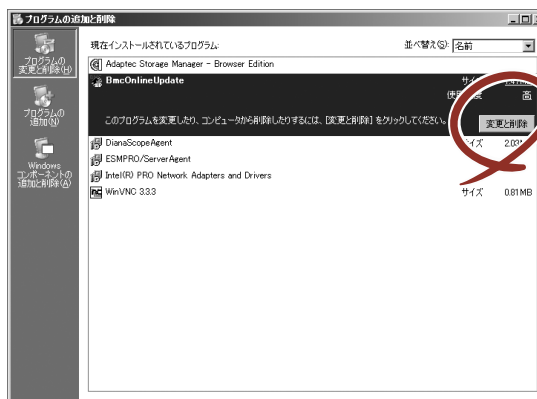 プログラムの追加と削除
プログラムの
変更と削除(H)
プログラムの
追加(N)
Windows
コンポーネントの
追加と削除(A)
現在インストールされているプログラム:
並べ替え(S): 名前
Adaptec Storage Manager - Browser Edition
BmcOnlineUpdate
高
このプログラムを変更したり、コンピュータから削除したりするには、[変更と削除] をクリックしてください。
変更と削除
DianaScopeAgent
ESMPRO/ServerAgent
Intel(R) PRO Network Adapters and Drivers
WinVNC 3.3.3 サイズ 0.81MB